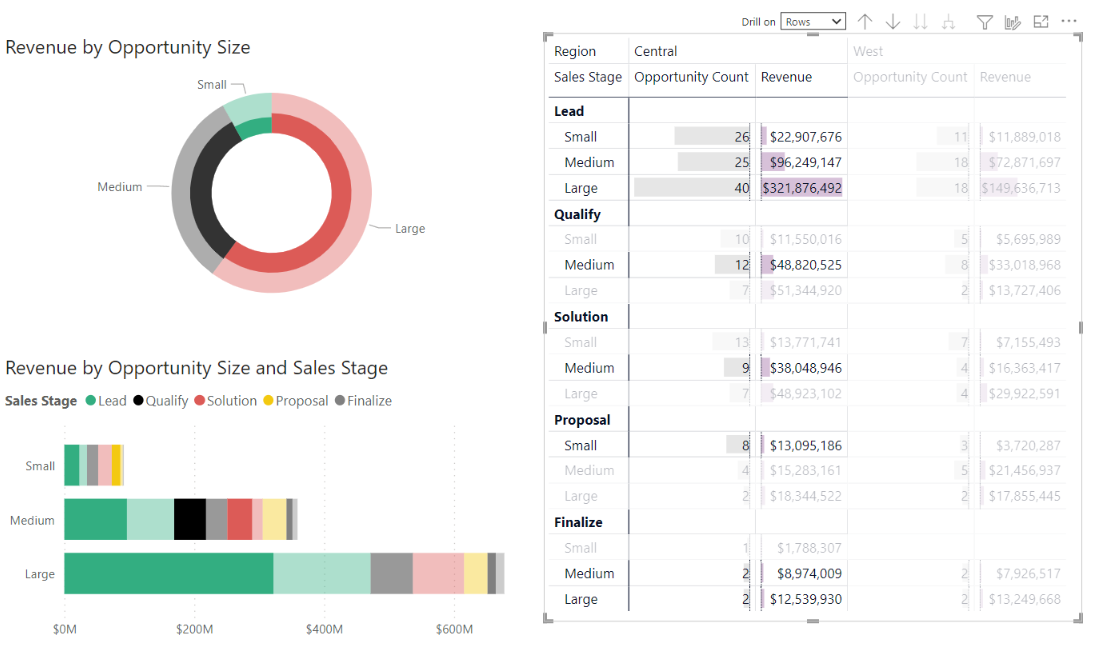 Drill on Rows
Revenue by Opportunity Size
Small
Medium
Large
Revenue by Opportunity Size and Sales Stage
Sales Stage Lead Qualify Solution Proposal Finalize
Small
Medium
Large
$0M $200M $400M $600M
Region Central West
Sales Stage Opportunity Count Revenue Opportunity Count Revenue
Lead
Small 26 $22,907,676 11 $11,889,018
Medium 25 $96,249,147 18 $72,871,697
Large 40 $321,876,492 18 $149,636,713
Qualify
Small 10 $11,550,016 5 $5,695,989
Medium 12 $48,820,525 8 $33,018,968
Large 7 $51,344,920 2 $13,727,406
Solution
Small 13 $13,771,741 7 $7,155,493
Medium 9 $38,048,946 4 $16,363,417
Large 7 $48,923,102 4 $29,922,591
Proposal
Small 8 $13,095,186 3 $3,720,287
Medium 4 $15,283,161 5 $21,456,937
Large 2 $18,344,522 2 $17,855,445
Finalize
Small 1 $1,788,307
Medium 2 $8,974,009 2 $7,926,517
Large 2 $12,539,930 2 $13,249,668